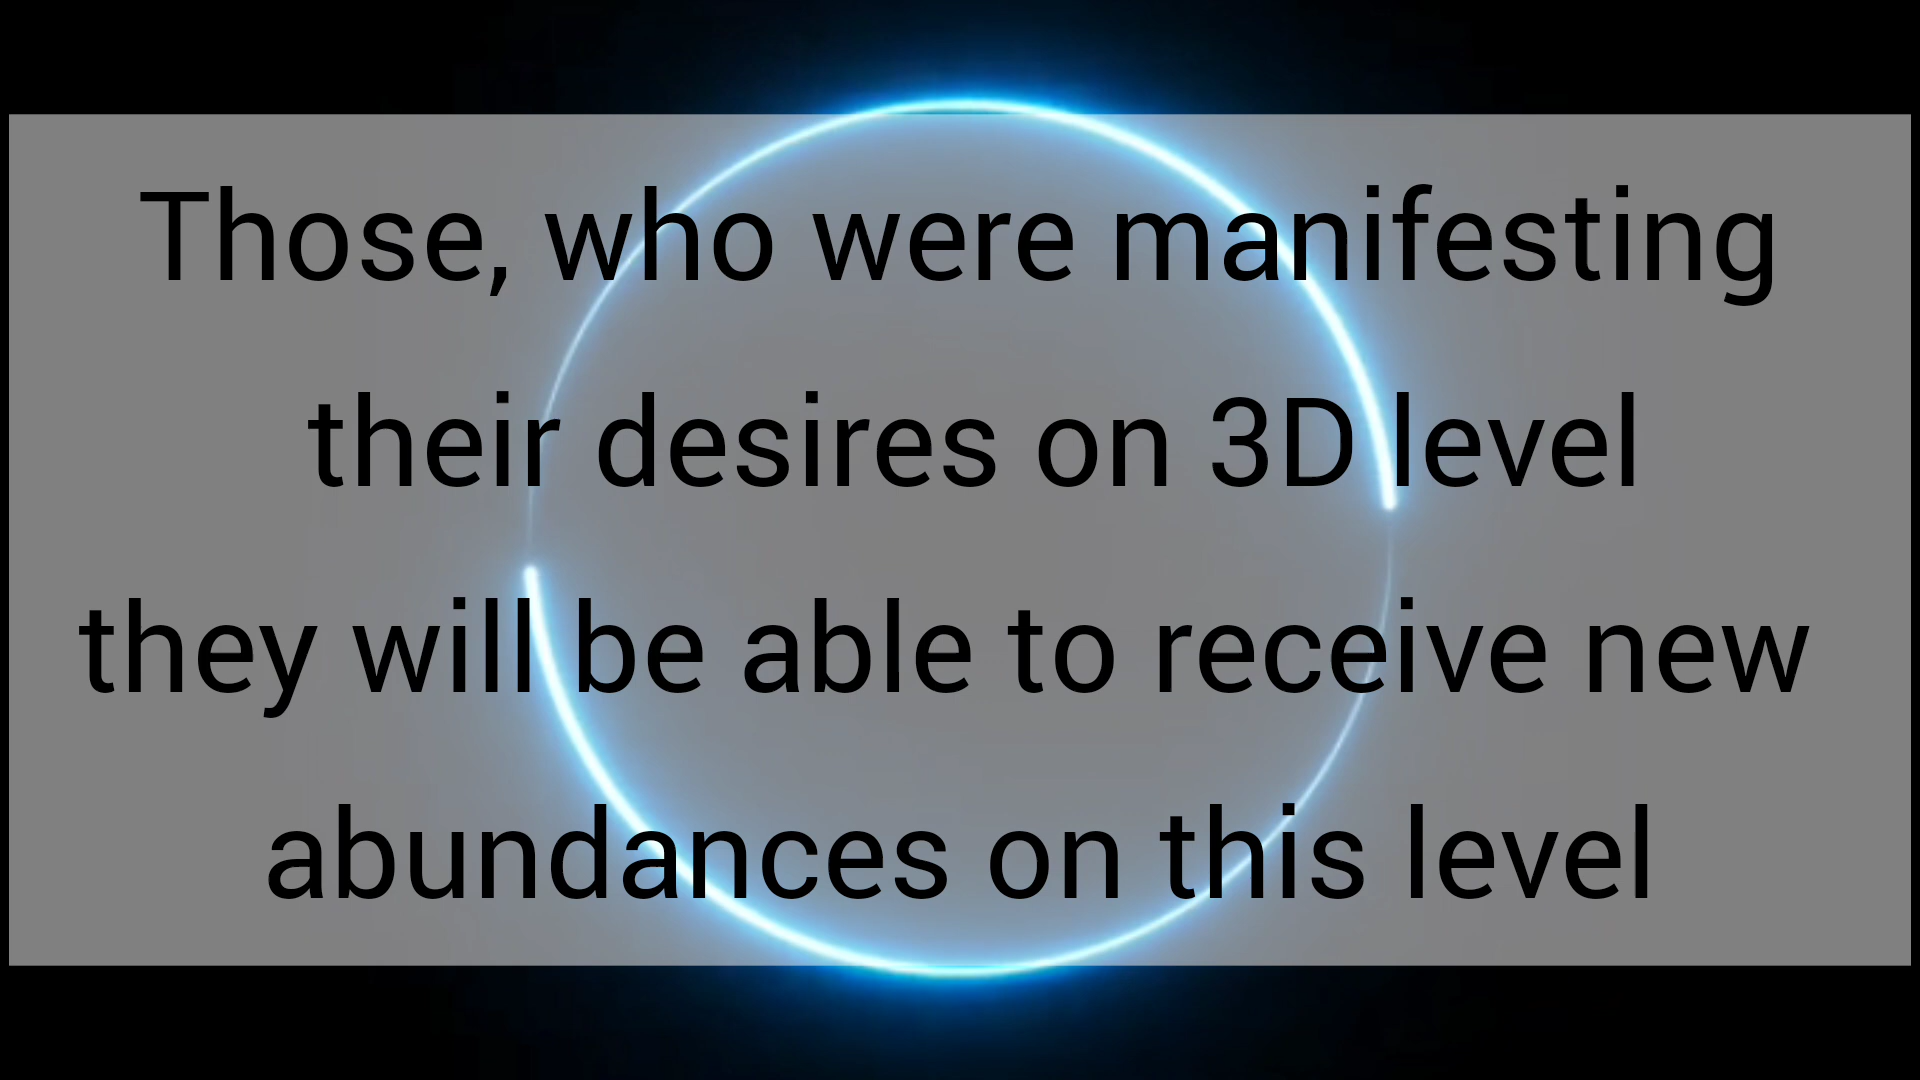 Those, who were manifesting
their desires on 3D level
they will be able to receive new
abundances on this level